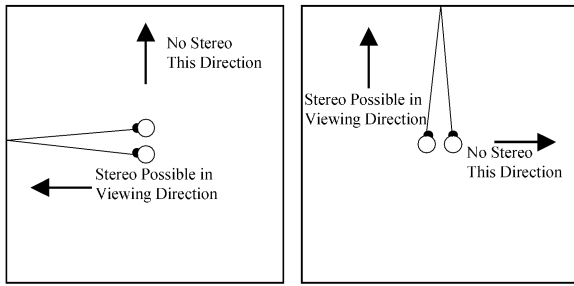 No Stereo
This Direction
Stereo Possible in
Viewing Direction
Stereo Possible in
Viewing Direction
No Stereo
This Direction